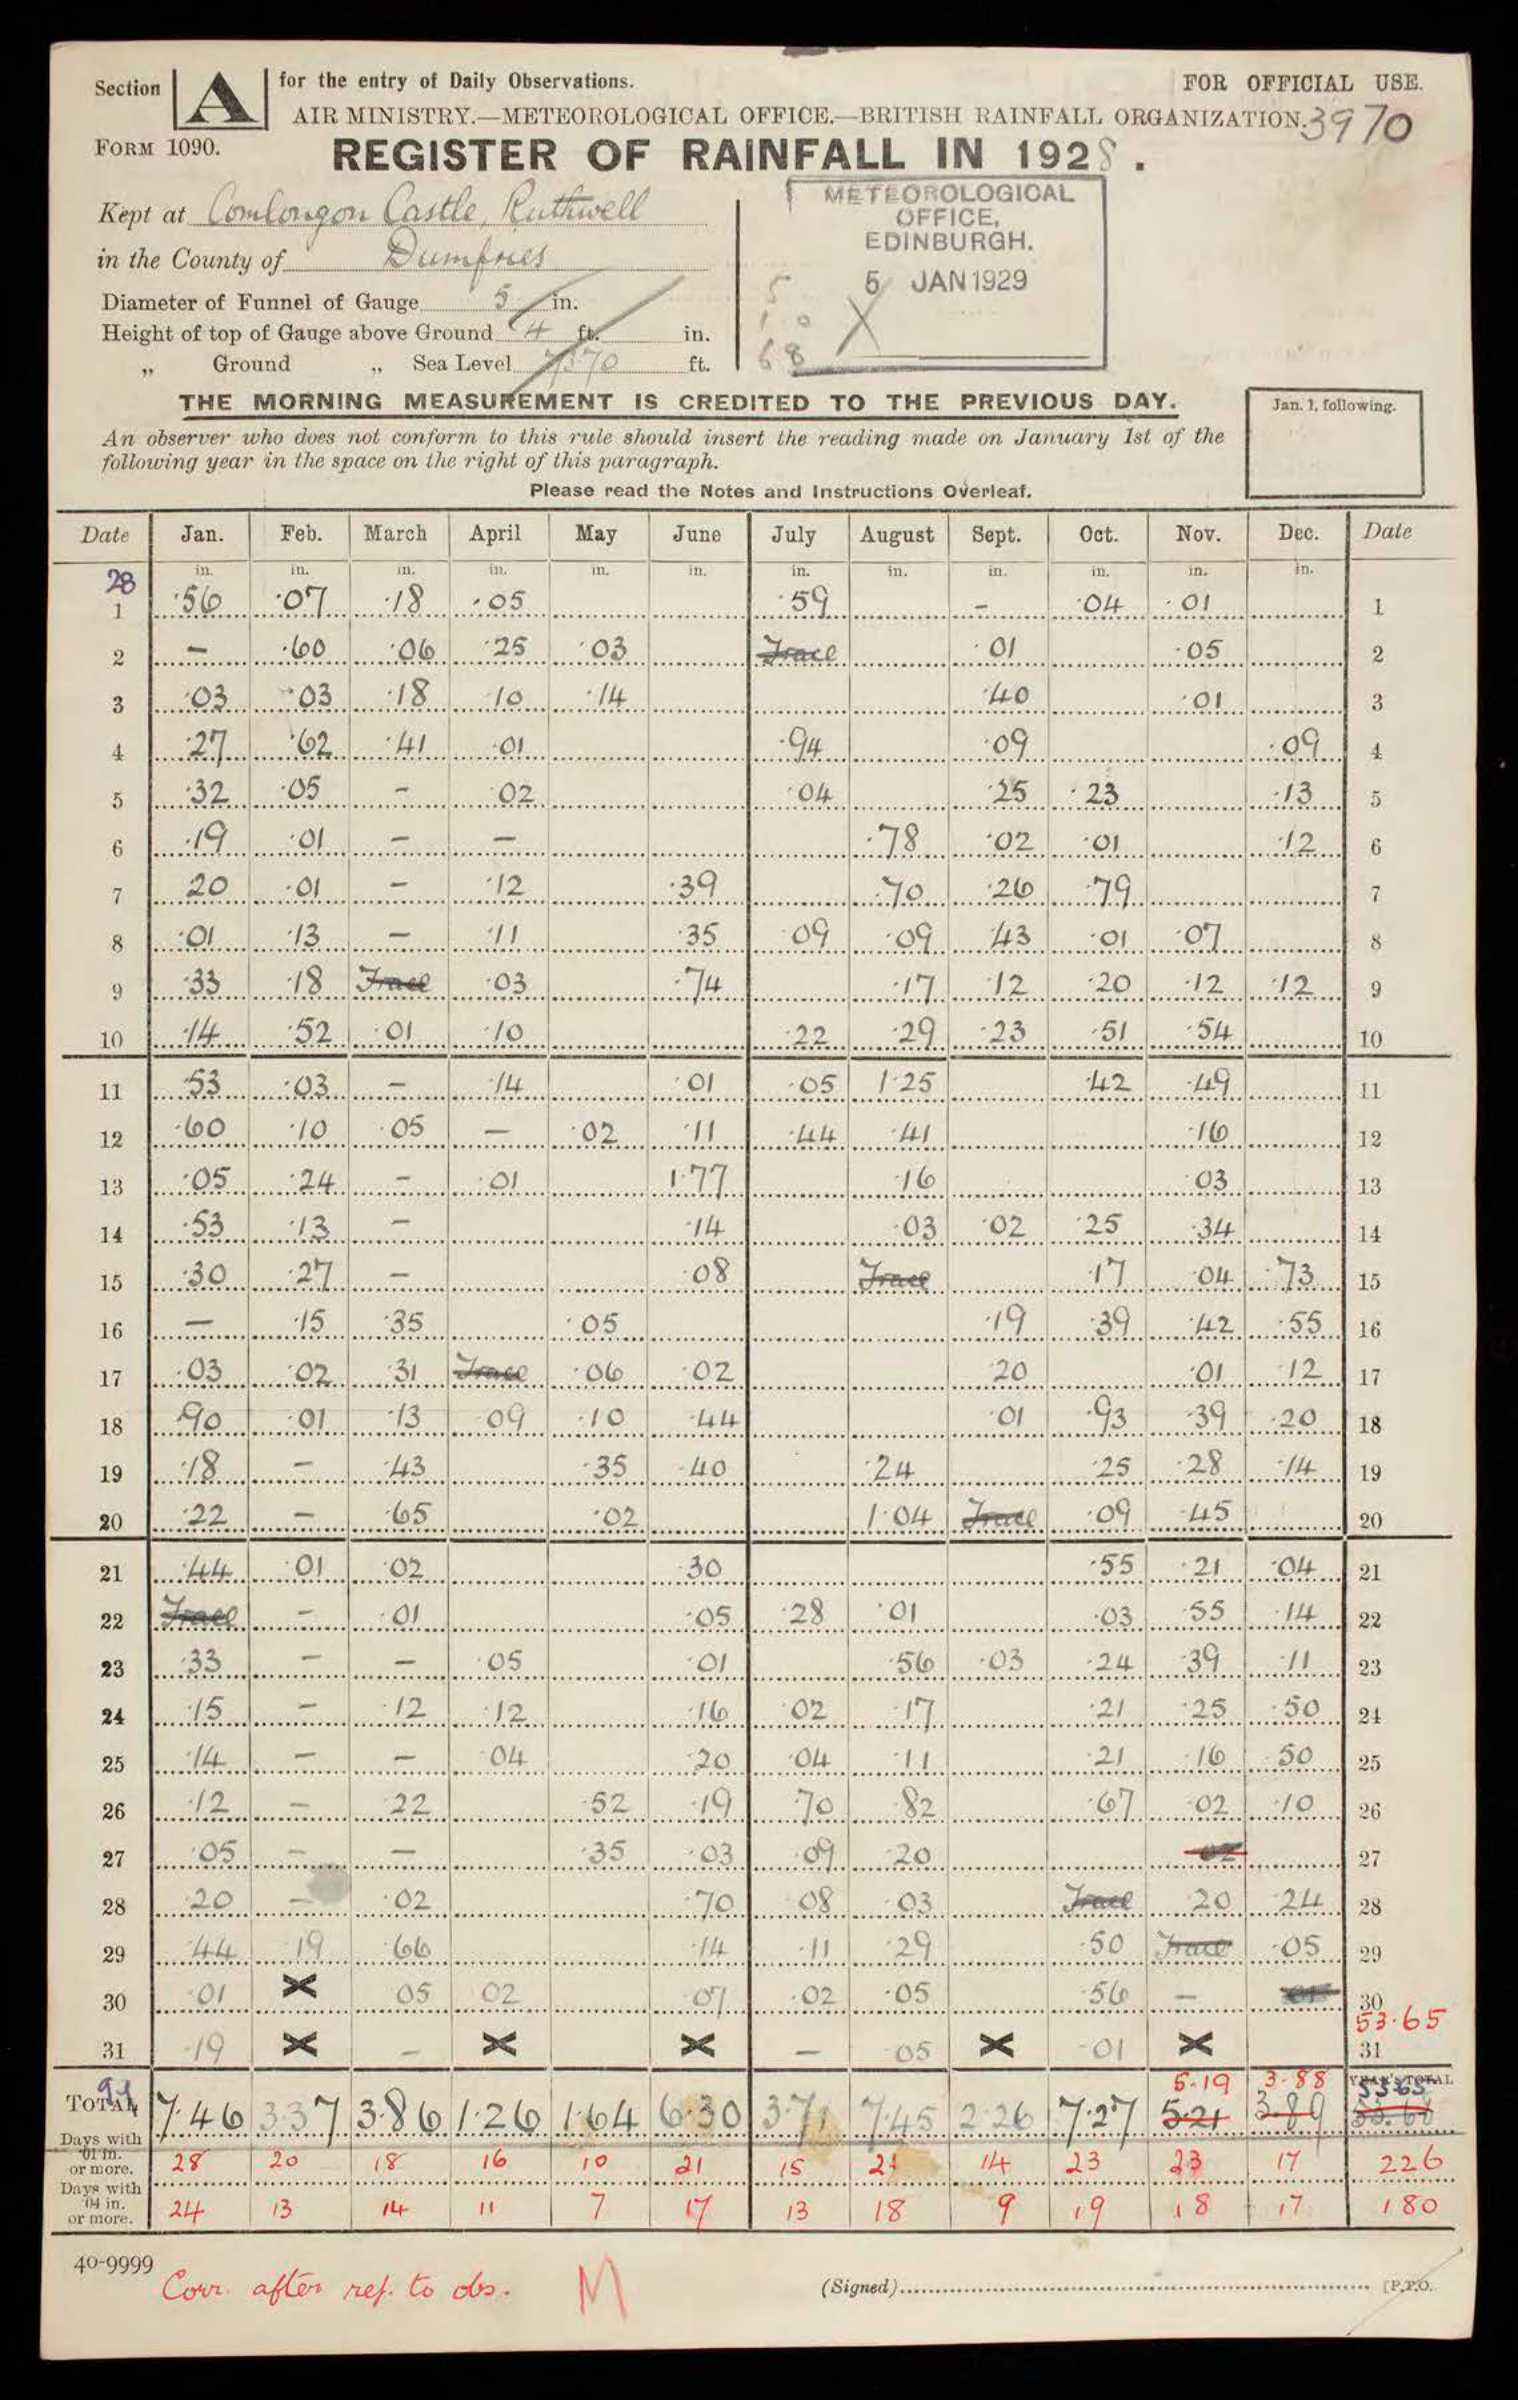 Section A for the entry of Daily Observations. FOR OFFICIAL USE.
AIR MINISTRY.—METEOROLOGICAL OFFICE.—BRITISH RAINFALL ORGANIZATION. 3970
FORM 1090. REGISTER OF RAINFALL IN 1928.
Kept at Comlongon Castle, Ruthwell
in the County of Dumfries
Diameter of Funnel of Gauge 5 in.
Height of top of Gauge above Ground 4 ft. in.
„ Ground „ Sea Level 70 ft.
METEOROLOGICAL
OFFICE,
EDINBURGH.
5 JAN 1929
5
1 0
68
THE MORNING MEASUREMENT IS CREDITED TO THE PREVIOUS DAY.
An observer who does not conform to this rule should insert the reading made on January 1st of the
following year in the space on the right of this paragraph.
Jan. 1, following.
Please read the Notes and Instructions Overleaf.
Date Jan. Feb. March April May June July August Sept. Oct. Nov. Dec. Date
28 in. in. in. in. in. in. in. in. in. in. in. in.
1 ·56 ·07 ·18 ·05 ·59 – ·04 ·01 1
2 – ·60 ·06 ·25 ·03 Trace ·01 ·05 2
3 ·03 ·03 ·18 ·10 ·14 ·40 ·01 3
4 ·27 ·62 ·41 ·01 ·94 ·09 ·09 4
5 ·32 ·05 – ·02 ·04 ·25 ·23 ·13 5
6 ·19 ·01 – – ·78 ·02 ·01 ·12 6
7 20 ·01 – ·12 ·39 ·70 ·26 ·79 7
8 ·01 ·13 – ·11 ·35 ·09 ·09 ·43 ·01 ·07 8
9 ·33 ·18 Trace ·03 ·74 ·17 ·12 ·20 ·12 ·12 9
10 ·14 ·52 ·01 ·10 ·22 ·29 ·23 ·51 ·54 10
11 ·53 ·03 – ·14 ·01 ·05 1·25 ·42 ·49 11
12 ·60 ·10 ·05 – ·02 ·11 ·44 ·41 ·16 12
13 ·05 ·24 – ·01 1·77 ·16 ·03 13
14 ·53 ·13 – ·14 ·03 ·02 ·25 ·34 14
15 ·30 ·27 – ·08 Trace ·17 ·04 ·73 15
16 – ·15 ·35 ·05 ·19 ·39 ·42 ·55 16
17 ·03 ·02 ·31 Trace ·06 ·02 ·20 ·01 ·12 17
18 ·90 ·01 ·13 ·09 ·10 ·44 ·01 ·93 ·39 ·20 18
19 ·18 – ·43 ·35 ·40 ·24 ·25 ·28 ·14 19
20 ·22 – ·65 ·02 1·04 Trace ·09 ·45 20
21 ·44 ·01 ·02 ·30 ·55 ·21 ·04 21
22 Trace – ·01 ·05 ·28 ·01 ·03 ·55 ·14 22
23 ·33 – – ·05 ·01 ·56 ·03 ·24 ·39 ·11 23
24 ·15 – ·12 ·12 ·16 ·02 ·17 ·21 ·25 ·50 24
25 ·14 – – ·04 ·20 ·04 ·11 ·21 ·16 ·50 25
26 ·12 – ·22 ·52 ·19 ·70 ·82 ·67 ·02 ·10 26
27 ·05 – – ·35 ·03 ·09 ·20 ·02 27
28 ·20 – ·02 ·70 ·08 ·03 Trace ·20 ·24 28
29 ·44 ·19 ·66 ·14 ·11 ·29 ·50 Trace ·05 29
30 ·01 X ·05 ·02 ·07 ·02 ·05 ·56 – ·01 30
53·65
31 ·19 X – X X – ·05 X ·01 X 31
5·19 3·88 YEAR'S TOTAL
TOTAL 7·46 3·37 3·86 1·26 1·64 6·30 3·71 7·45 2·26 7·27 5·21 3·89 53·65 53·68
Days with ·01 in. or more. 28 20 18 16 10 21 15 21 14 23 23 17 226
Days with ·04 in. or more. 24 13 14 11 7 17 13 18 9 19 18 17 180
40-9999
Corr. after ref. to obs. M
(Signed) [P.T.O.